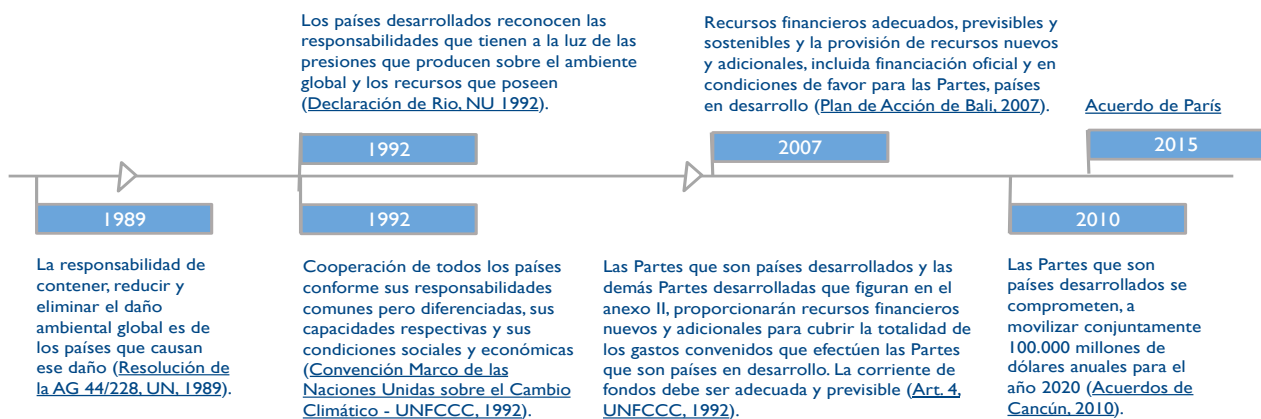 Los países desarrollados reconocen las
responsabilidades que tienen a la luz de las
presiones que producen sobre el ambiente
global y los recursos que poseen
(Declaración de Rio, NU 1992).
Recursos financieros adecuados, previsibles y
sostenibles y la provisión de recursos nuevos
y adicionales, incluida financiación oficial y en
condiciones de favor para las Partes, países
en desarrollo (Plan de Acción de Bali, 2007).
Acuerdo de París
1992
2007
2015
1989
1992
2010
La responsabilidad de
contener, reducir y
eliminar el daño
ambiental global es de
los países que causan
ese daño (Resolución de
la AG 44/228, UN, 1989).
Cooperación de todos los países
conforme sus responsabilidades
comunes pero diferenciadas, sus
capacidades respectivas y sus
condiciones sociales y económicas
(Convención Marco de las
Naciones Unidas sobre el Cambio
Climático - UNFCCC, 1992).
Las Partes que son países desarrollados y las
demás Partes desarrolladas que figuran en el
anexo II, proporcionarán recursos financieros
nuevos y adicionales para cubrir la totalidad de
los gastos convenidos que efectúen las Partes
que son países en desarrollo. La corriente de
fondos debe ser adecuada y previsible (Art. 4,
UNFCCC, 1992).
Las Partes que son
países desarrollados se
comprometen, a
movilizar conjuntamente
100.000 millones de
dólares anuales para el
año 2020 (Acuerdos de
Cancún, 2010).